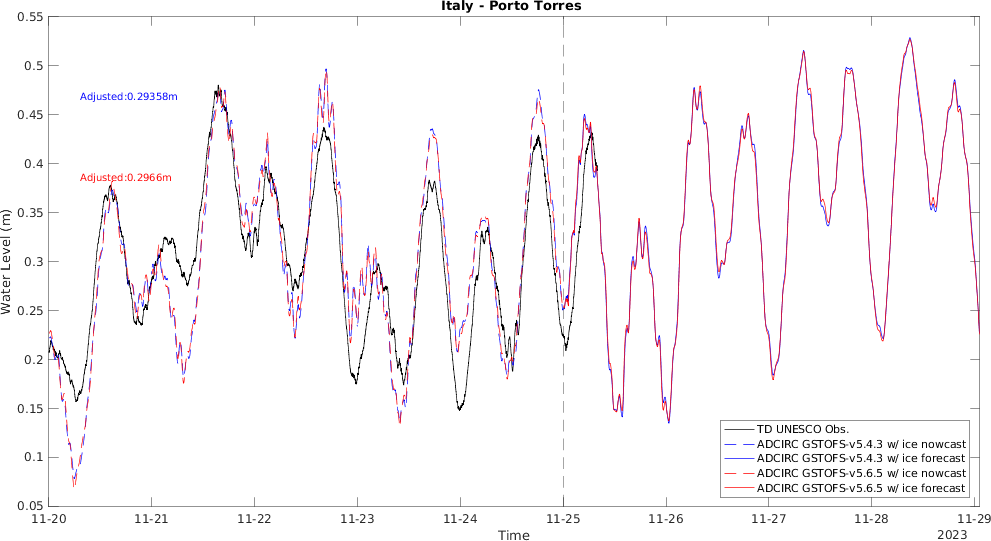 Italy - Porto Torres
0.55
0.5
0.45
0.4
0.35
0.3
0.25
0.2
0.15
0.1
0.05
Water Level (m)
Adjusted:0.29358m
Adjusted:0.2966m
TD UNESCO Obs.
ADCIRC GSTOFS-v5.4.3 w/ ice nowcast
ADCIRC GSTOFS-v5.4.3 w/ ice forecast
ADCIRC GSTOFS-v5.6.5 w/ ice nowcast
ADCIRC GSTOFS-v5.6.5 w/ ice forecast
11-20 11-21 11-22 11-23 11-24 11-25 11-26 11-27 11-28 11-29
Time
2023